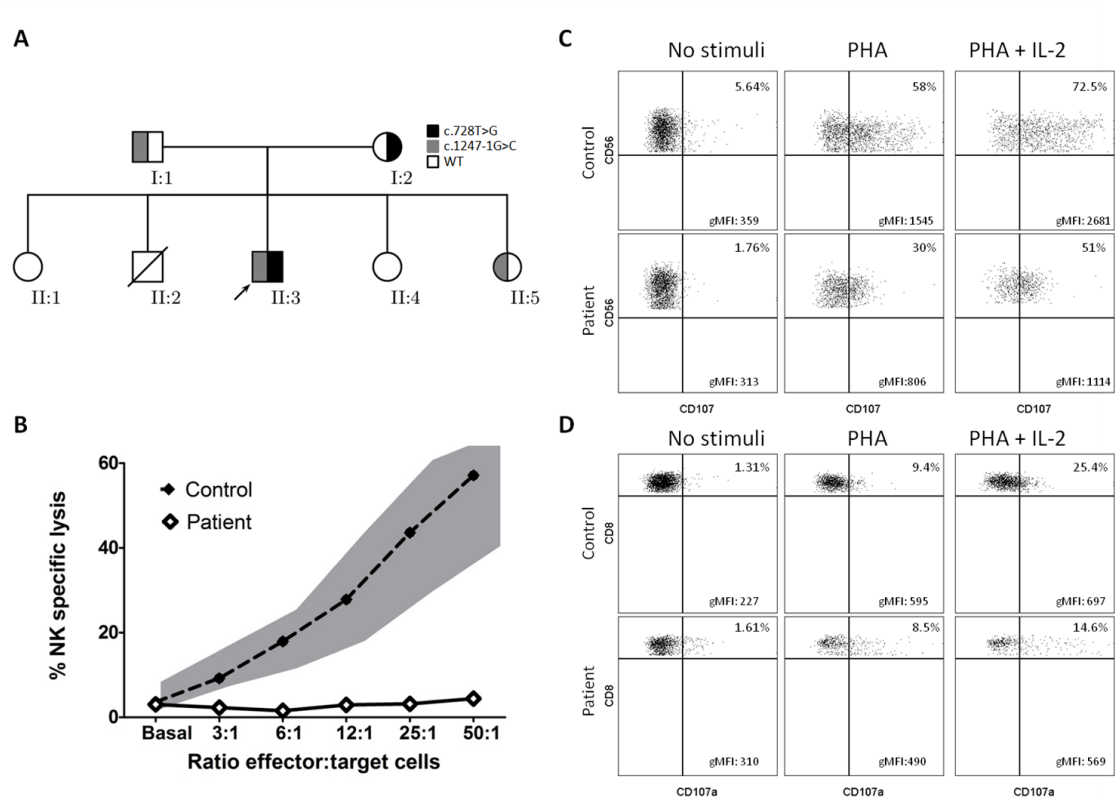 A
c.728T>G
c.1247-1G>C
WT
I:1
I:2
II:1
II:2
II:3
II:4
II:5
B
60
40
20
0
Control
Patient
% NK specific lysis
Basal 3:1 6:1 12:1 25:1 50:1
Ratio effector:target cells
C
No stimuli PHA PHA + IL-2
Control
CD56
5.64% 58% 72.5%
gMFI: 359 gMFI: 1545 gMFI: 2681
Patient
CD56
1.76% 30% 51%
gMFI: 313 gMFI:806 gMFI: 1114
CD107 CD107 CD107
D
No stimuli PHA PHA + IL-2
Control
CD8
1.31% 9.4% 25.4%
gMFI: 227 gMFI: 595 gMFI: 697
Patient
CD8
1.61% 8.5% 14.6%
gMFI: 310 gMFI:490 gMFI: 569
CD107a CD107a CD107a